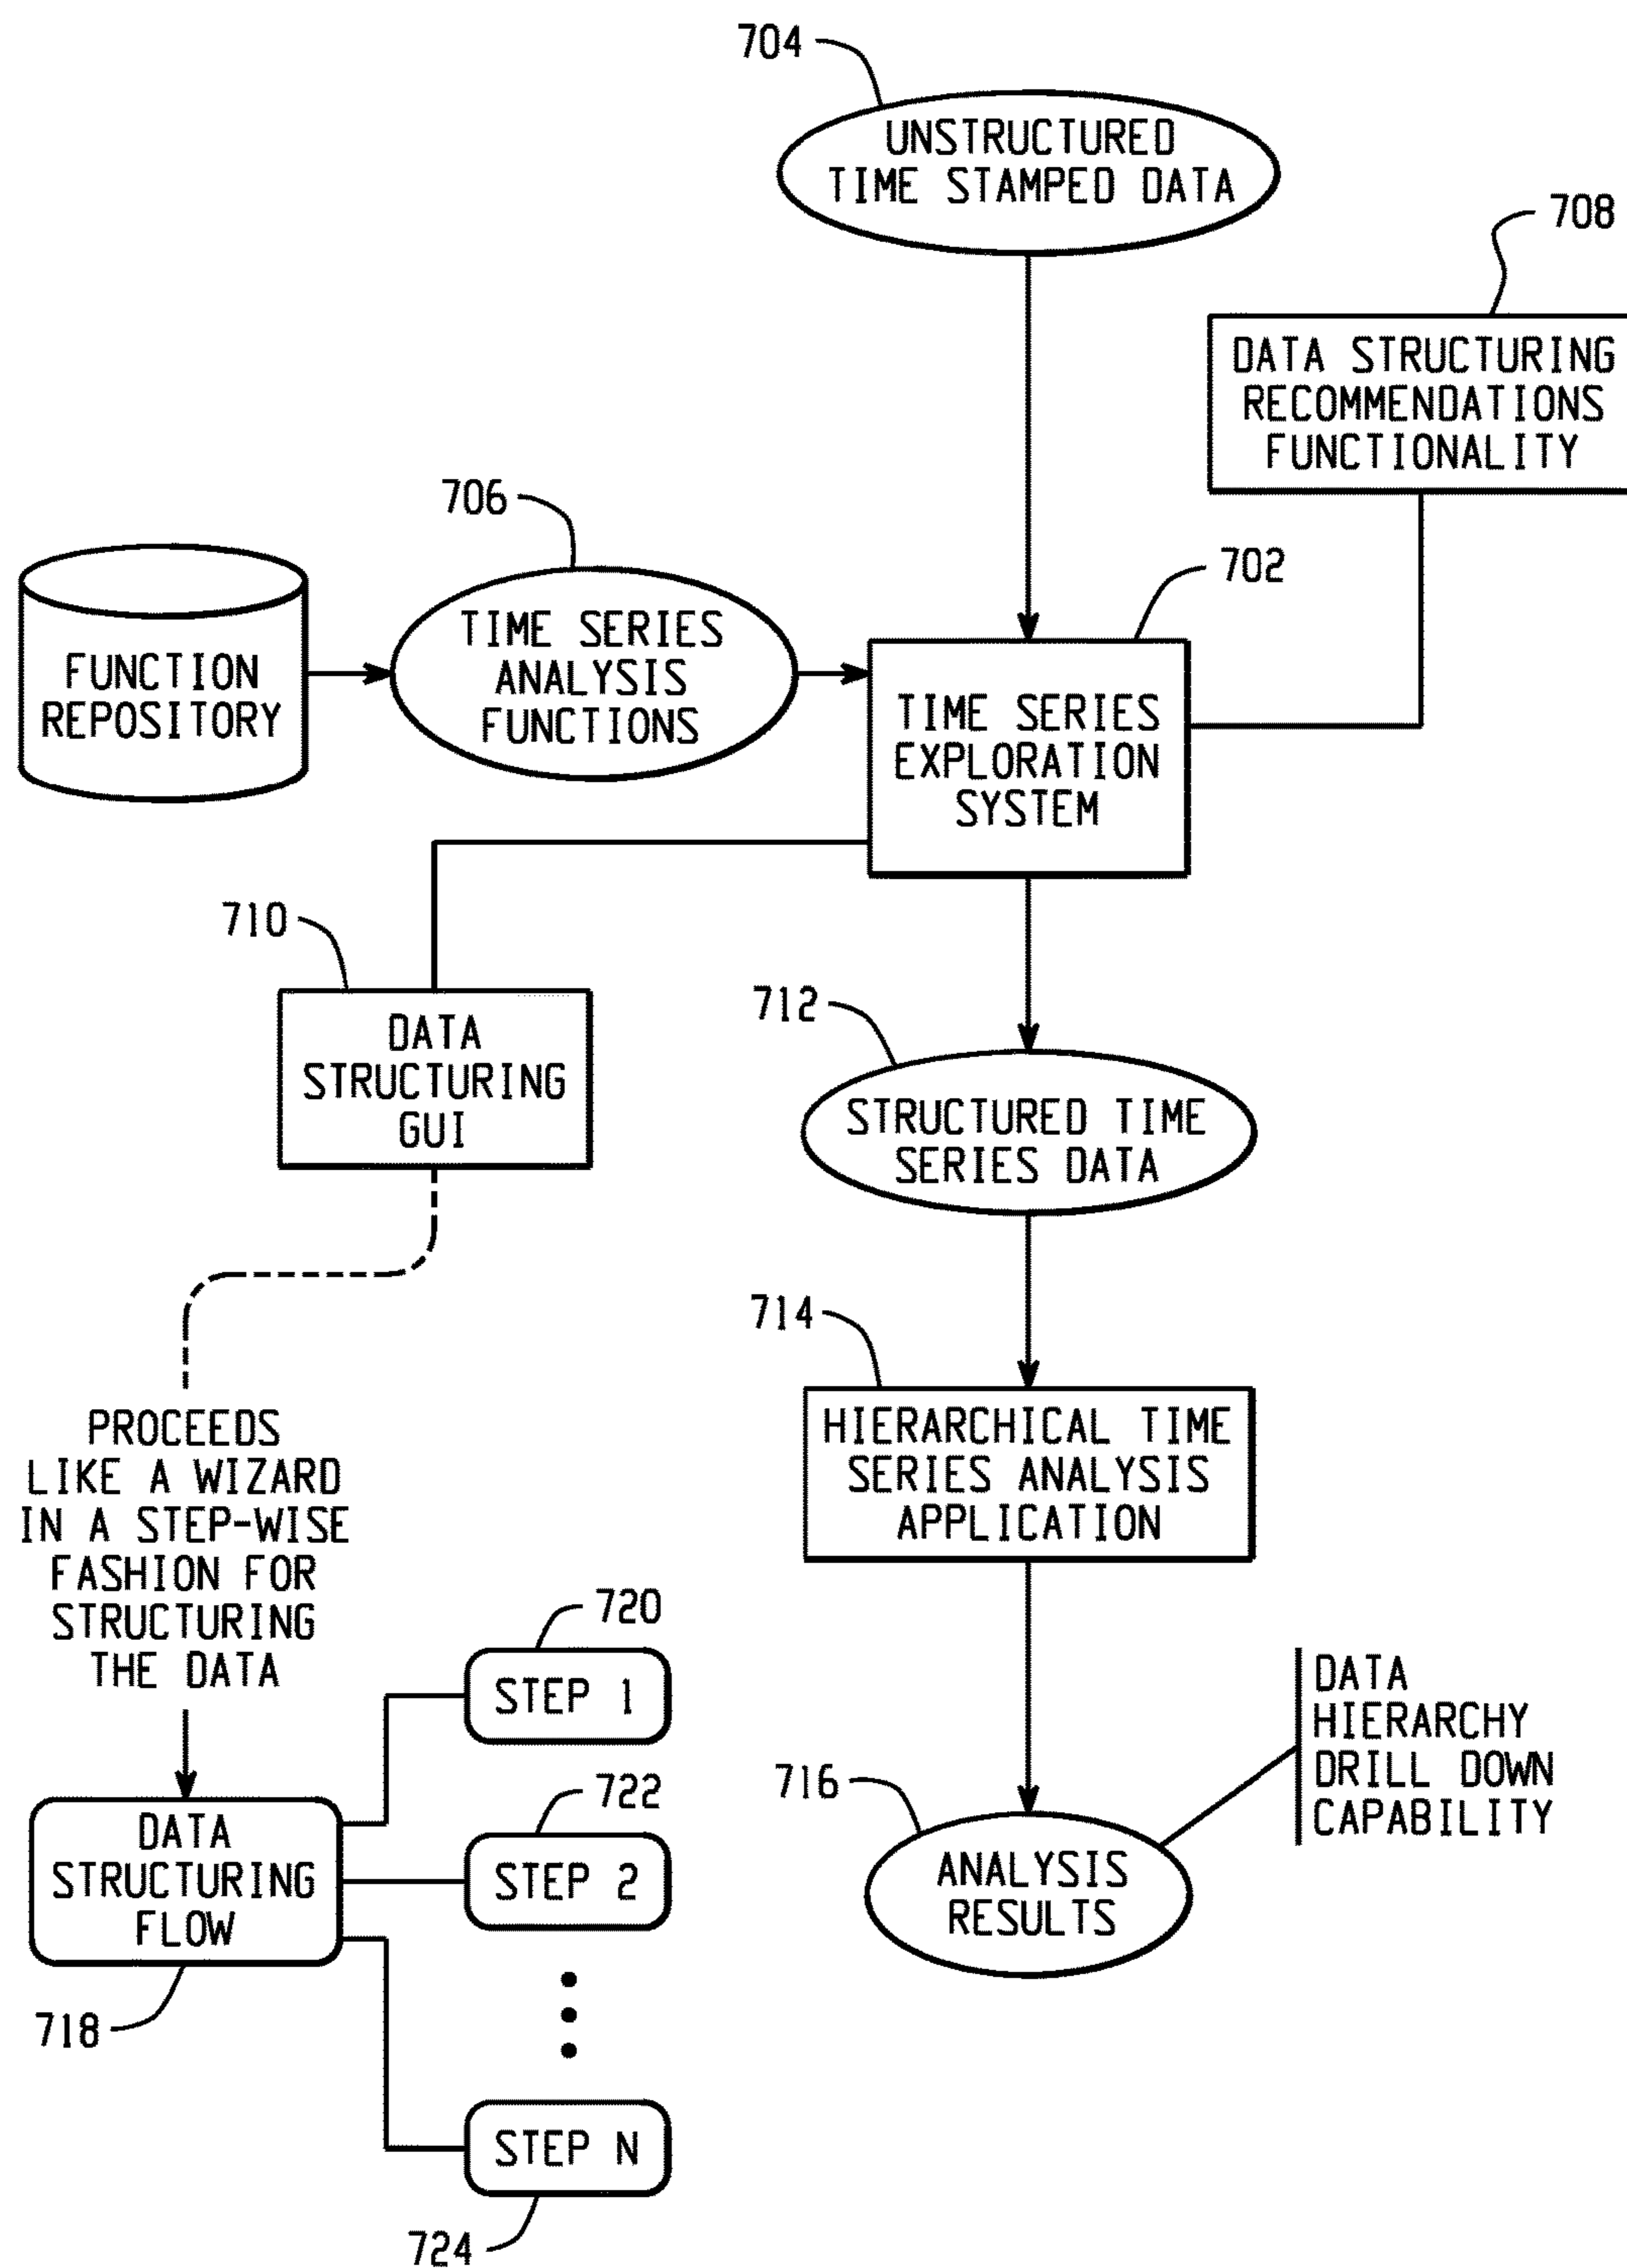 704
UNSTRUCTURED
TIME STAMPED DATA
708
DATA STRUCTURING
RECOMMENDATIONS
FUNCTIONALITY
706
702
FUNCTION
REPOSITORY
TIME SERIES
ANALYSIS
FUNCTIONS
TIME SERIES
EXPLORATION
SYSTEM
710
DATA
STRUCTURING
GUI
712
STRUCTURED TIME
SERIES DATA
714
HIERARCHICAL TIME
SERIES ANALYSIS
APPLICATION
PROCEEDS
LIKE A WIZARD
IN A STEP-WISE
FASHION FOR
STRUCTURING
THE DATA
720
STEP 1
722
STEP 2
DATA
STRUCTURING
FLOW
718
STEP N
724
716
ANALYSIS
RESULTS
DATA
HIERARCHY
DRILL DOWN
CAPABILITY